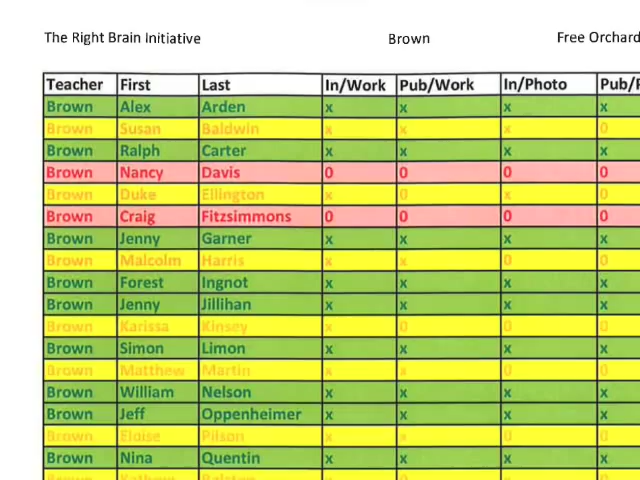 The Right Brain Initiative Brown Free Orchard
Teacher First Last In/Work Pub/Work In/Photo Pub/
Brown Alex Arden x x x x
Brown Susan Baldwin x x x 0
Brown Ralph Carter x x x x
Brown Nancy Davis 0 0 0 0
Brown Duke Ellington x 0 x 0
Brown Craig Fitzsimmons 0 0 0 0
Brown Jenny Garner x x x x
Brown Malcolm Harris x x 0 0
Brown Forest Ingnot x x x x
Brown Jenny Jillihan x x x x
Brown Karissa Kinsey x 0 0 0
Brown Simon Limon x x x x
Brown Matthew Martin x x 0 0
Brown William Nelson x x x x
Brown Jeff Oppenheimer x x x x
Brown Eloise Pilson x x 0 0
Brown Nina Quentin x x x x